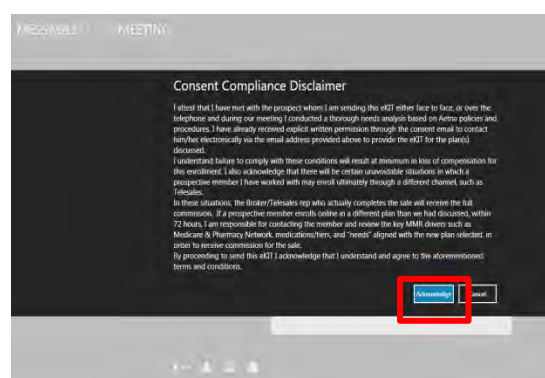 MESSAGES MEETING
Consent Compliance Disclaimer
I attest that I have met with the prospect whom I am sending this eKIT either face to face, or over the
telephone and during our meeting I conducted a thorough needs analysis based on Aetna policies and
procedures. I have already received explicit written permission through the consent email to contact
him/her electronically via the email address provided above to provide the eKIT for the plan(s)
discussed.
I understand failure to comply with these conditions will result at minimum in loss of compensation for
this enrollment. I also acknowledge that there will be certain unavoidable situations in which a
prospective member I have worked with may enroll ultimately through a different channel, such as
Telesales.
In these situations, the Broker/Telesales rep who actually completes the sale will receive the full
commission. If a prospective member enrolls online in a different plan than we had discussed, within
72 hours, I am responsible for contacting the member and review the key MMR drivers such as
Medicare & Pharmacy Network, medications/tiers, and "needs" aligned with the new plan selected, in
order to receive commission for the sale.
By proceeding to send this eKIT I acknowledge that I understand and agree to the aforementioned
terms and conditions.
Acknowledge Cancel